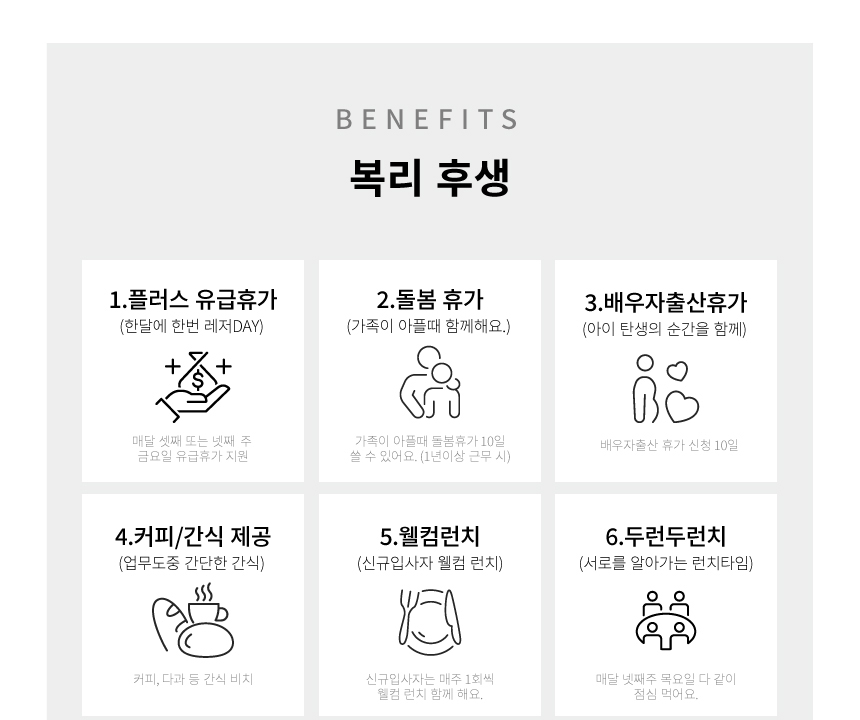 BENEFITS
복리 후생
1.플러스 유급휴가
(한달에 한번 레저DAY)
$
매달 셋째 또는 넷째 주
금요일 유급휴가 지원
2.돌봄 휴가
(가족이 아플때 함께해요.)
가족이 아플때 돌봄휴가 10일
쓸 수 있어요. (1년이상 근무 시)
3.배우자출산휴가
(아이 탄생의 순간을 함께)
배우자출산 휴가 신청 10일
4.커피/간식 제공
(업무도중 간단한 간식)
커피, 다과 등 간식 비치
5.웰컴런치
(신규입사자 웰컴 런치)
신규입사자는 매주 1회씩
웰컴 런치 함께 해요.
6.두런두런치
(서로를 알아가는 런치타임)
매달 넷째주 목요일 다 같이
점심 먹어요.